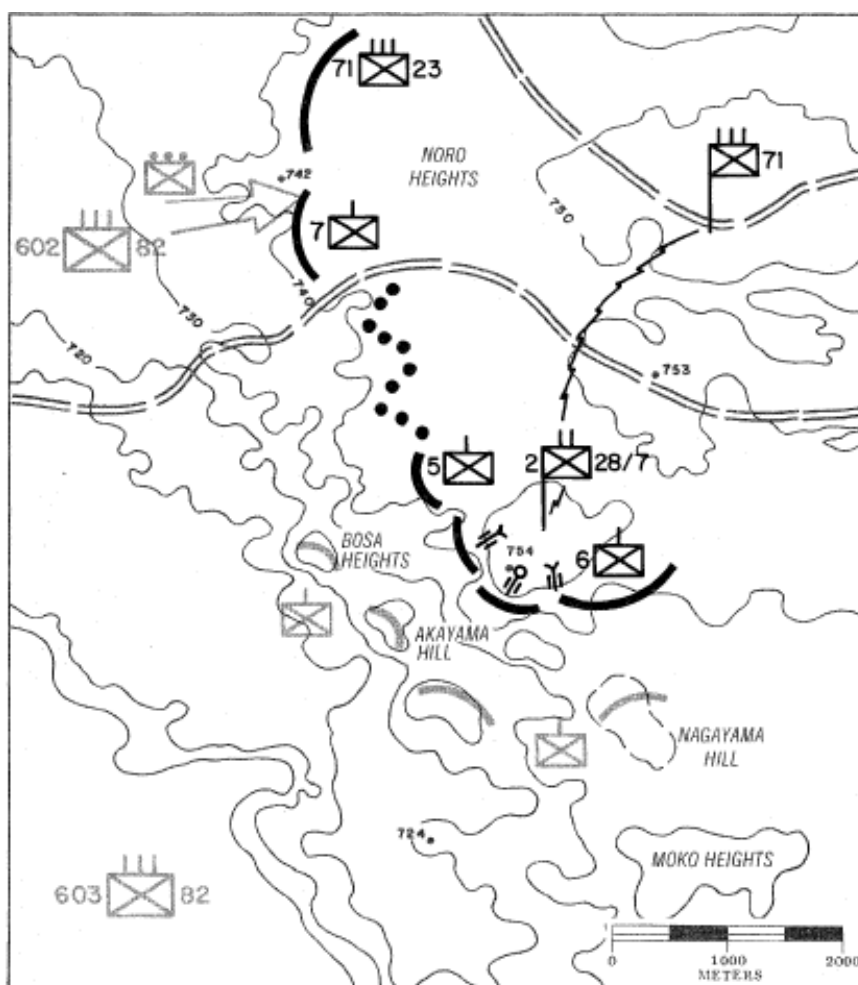 71 23
NORO
HEIGHTS
742
71
750
7
602 82
740
730
720
753
5
2 28/7
BOSA
HEIGHTS
754
6
AKAYAMA
HILL
NAGAYAMA
HILL
724
MOKO HEIGHTS
603 82
0 1000 2000
METERS